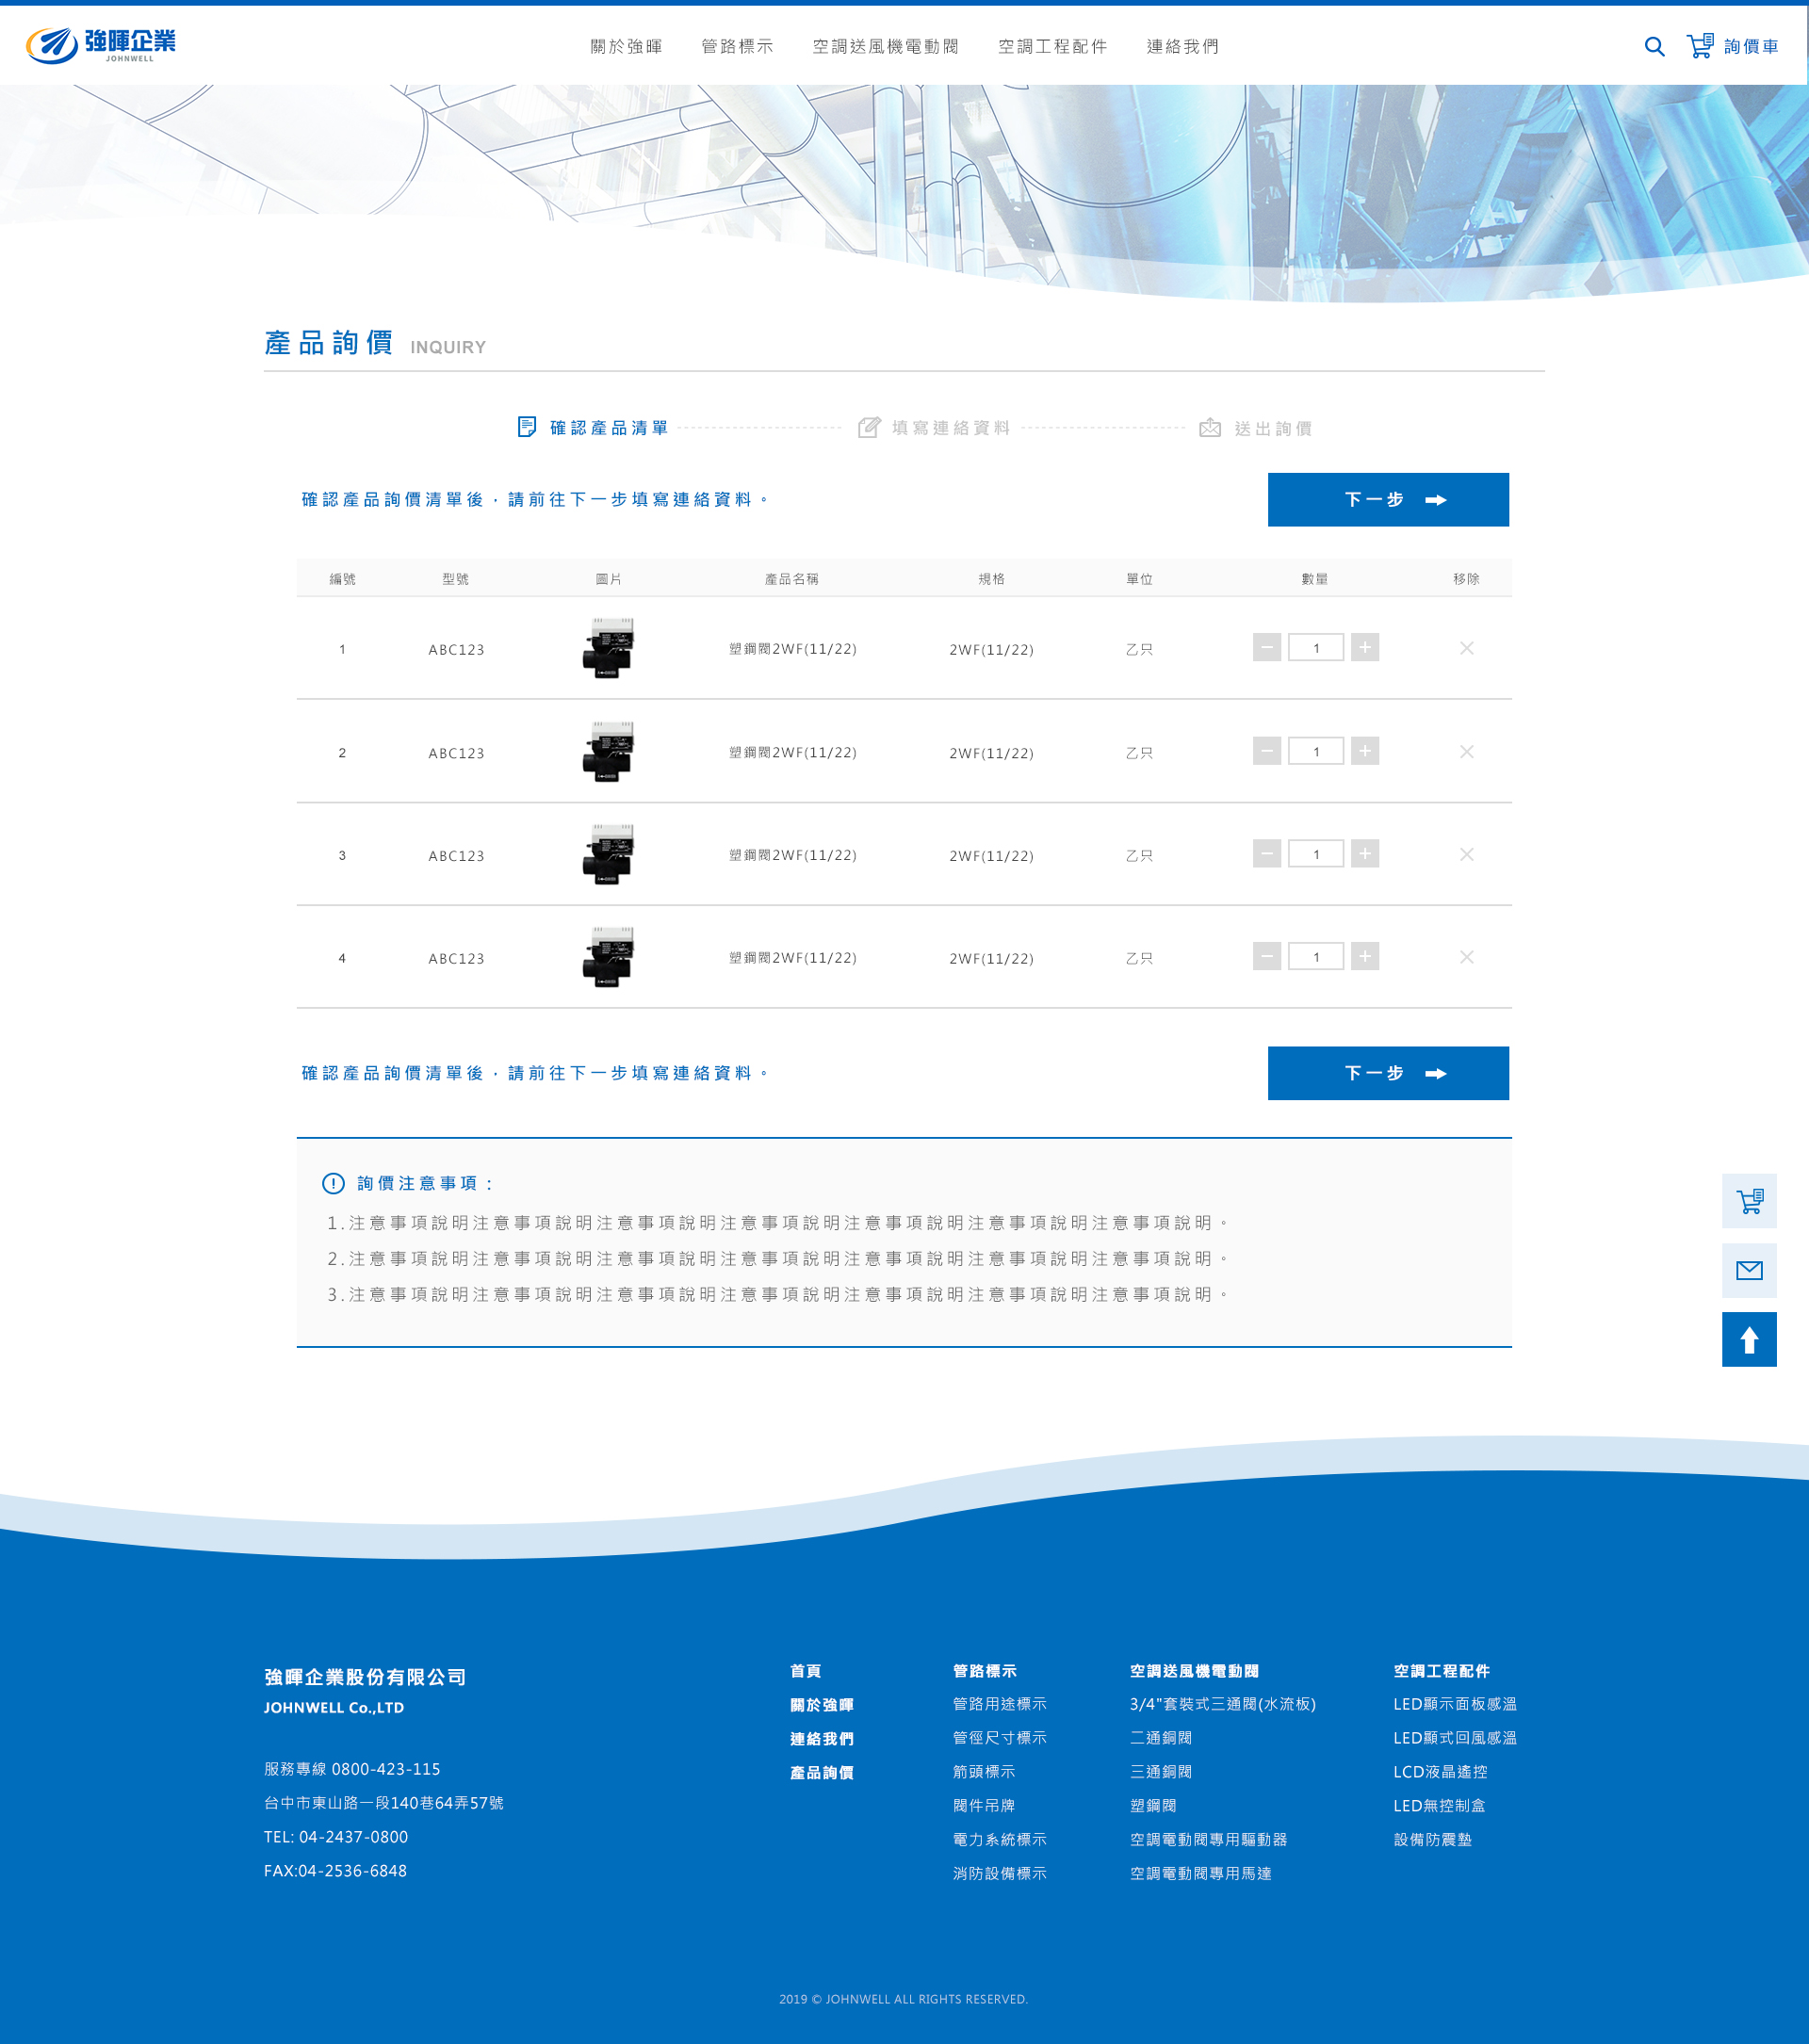 強暉企業
JOHNWELL
關於強暉 管路標示 空調送風機電動閥 空調工程配件 連絡我們
詢價車
產品詢價 INQUIRY
確認產品清單 填寫連絡資料 送出詢價
確認產品詢價清單後，請前往下一步填寫連絡資料。
下一步
編號 型號 圖片 產品名稱 規格 單位 數量 移除
1 ABC123 塑鋼閥2WF(11/22) 2WF(11/22) 乙只 1
2 ABC123 塑鋼閥2WF(11/22) 2WF(11/22) 乙只 1
3 ABC123 塑鋼閥2WF(11/22) 2WF(11/22) 乙只 1
4 ABC123 塑鋼閥2WF(11/22) 2WF(11/22) 乙只 1
確認產品詢價清單後，請前往下一步填寫連絡資料。
下一步
詢價注意事項：
1.注意事項說明注意事項說明注意事項說明注意事項說明注意事項說明注意事項說明注意事項說明。
2.注意事項說明注意事項說明注意事項說明注意事項說明注意事項說明注意事項說明注意事項說明。
3.注意事項說明注意事項說明注意事項說明注意事項說明注意事項說明注意事項說明注意事項說明。
強暉企業股份有限公司
JOHNWELL Co.,LTD
服務專線 0800-423-115
台中市東山路一段140巷64弄57號
TEL: 04-2437-0800
FAX:04-2536-6848
首頁
關於強暉
連絡我們
產品詢價
管路標示
管路用途標示
管徑尺寸標示
箭頭標示
閥件吊牌
電力系統標示
消防設備標示
空調送風機電動閥
3/4"套裝式三通閥(水流板)
二通銅閥
三通銅閥
塑鋼閥
空調電動閥專用驅動器
空調電動閥專用馬達
空調工程配件
LED顯示面板感溫
LED顯式回風感溫
LCD液晶遙控
LED無控制盒
設備防震墊
2019 © JOHNWELL ALL RIGHTS RESERVED.